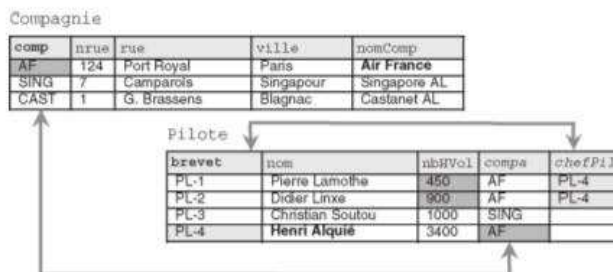 Compagnie
comp nrue rue ville nomComp
AF 124 Port Royal Paris Air France
SING 7 Camparols Singapour Singapore AL
CAST 1 G. Brassens Blagnac Castanet AL
Pilote
brevet nom nbHVol compa chefPil
PL-1 Pierre Lamothe 450 AF PL-4
PL-2 Didier Linxe 900 AF PL-4
PL-3 Christian Soutou 1000 SING
PL-4 Henri Alquié 3400 AF